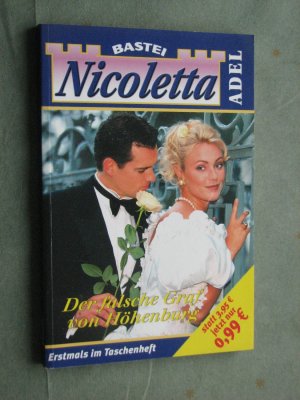 BASTEI
Nicoletta
ADEL
Der falsche Graf
von Höhenburg
statt 3,95 €
jetzt nur
0,99 €
Erstmals im Taschenheft